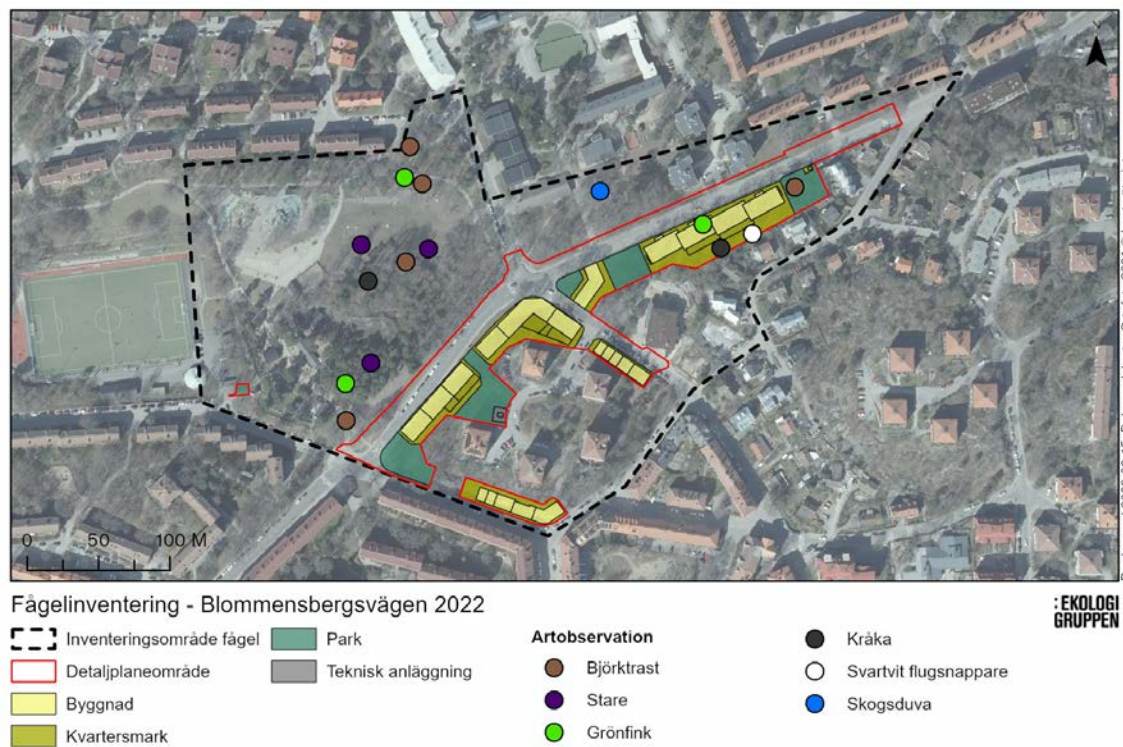 N
0 50 100 M
Fågelinventering - Blommensbergsvägen 2022
:EKOLOGI
GRUPPEN
Inventeringsområde fågel
Detaljplaneområde
Byggnad
Kvartersmark
Park
Teknisk anläggning
Artobservation
Björktrast
Stare
Grönfink
Kråka
Svartvit flugsnappare
Skogsduva